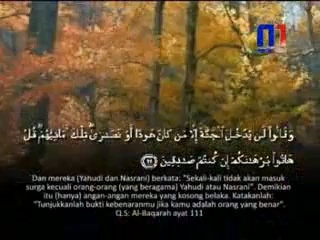 وَقَالُوا لَن يَدْخُلَ الْجَنَّةَ إِلَّا مَن كَانَ هُودًا أَوْ نَصَارَىٰ ۗ تِلْكَ أَمَانِيُّهُمْ ۗ قُلْ
هَاتُوا بُرْهَانَكُمْ إِن كُنتُمْ صَادِقِينَ ﴿١١١﴾
Dan mereka (Yahudi dan Nasrani) berkata: "Sekali-kali tidak akan masuk
surga kecuali orang-orang (yang beragama) Yahudi atau Nasrani". Demikian
itu (hanya) angan-angan mereka yang kosong belaka. Katakanlah:
"Tunjukkanlah bukti kebenaranmu jika kamu adalah orang yang benar".
Q.S: Al-Baqarah ayat 111